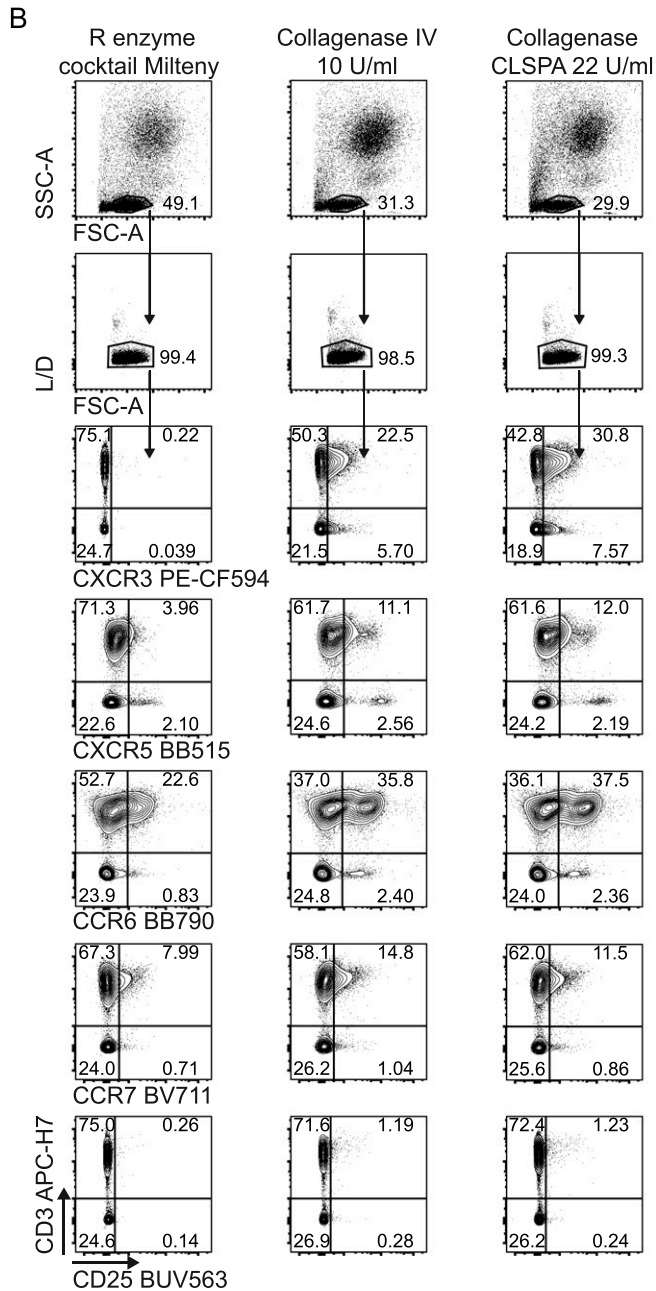 B
R enzyme
cocktail Milteny
Collagenase IV
10 U/ml
Collagenase
CLSPA 22 U/ml
SSC-A
49.1
31.3
29.9
FSC-A
L/D
99.4
98.5
99.3
FSC-A
75.1 0.22
50.3 22.5
42.8 30.8
24.7 0.039
21.5 5.70
18.9 7.57
CXCR3 PE-CF594
71.3 3.96
61.7 11.1
61.6 12.0
22.6 2.10
24.6 2.56
24.2 2.19
CXCR5 BB515
52.7 22.6
37.0 35.8
36.1 37.5
23.9 0.83
24.8 2.40
24.0 2.36
CCR6 BB790
67.3 7.99
58.1 14.8
62.0 11.5
24.0 0.71
26.2 1.04
25.6 0.86
CCR7 BV711
CD3 APC-H7
75.0 0.26
71.6 1.19
72.4 1.23
24.6 0.14
26.9 0.28
26.2 0.24
CD25 BUV563